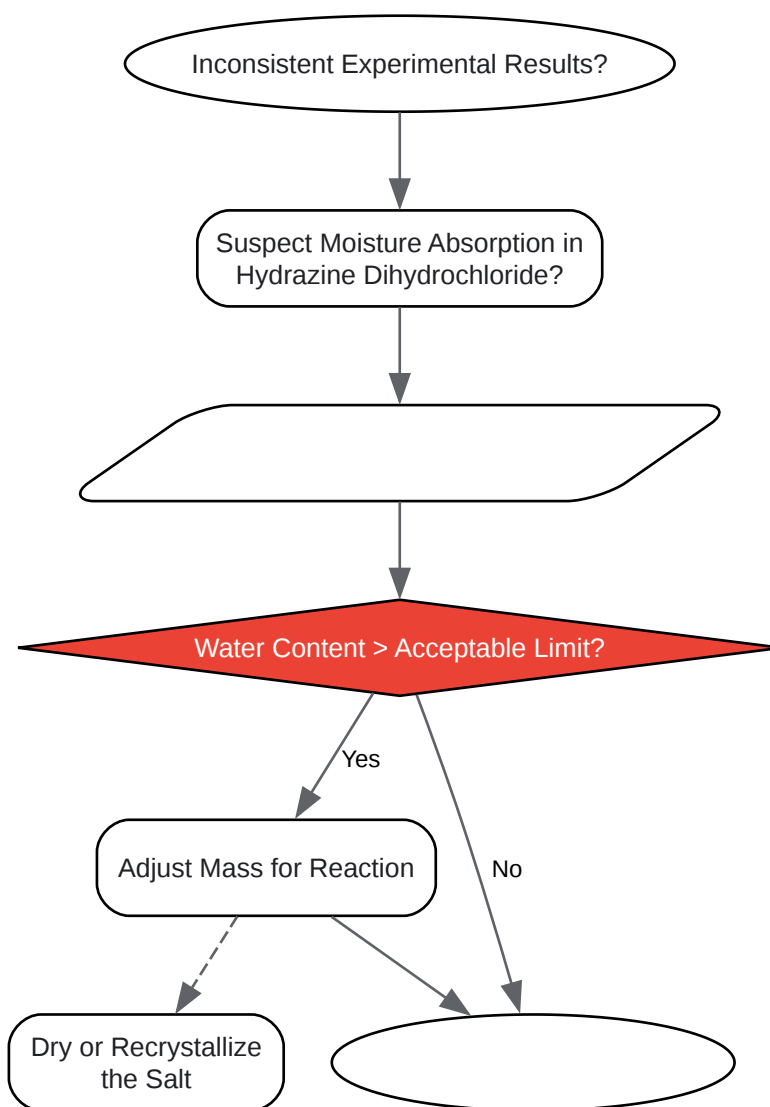 Inconsistent Experimental Results?
Suspect Moisture Absorption in
Hydrazine Dihydrochloride?
Water Content > Acceptable Limit?
Yes
Adjust Mass for Reaction
No
Dry or Recrystallize
the Salt